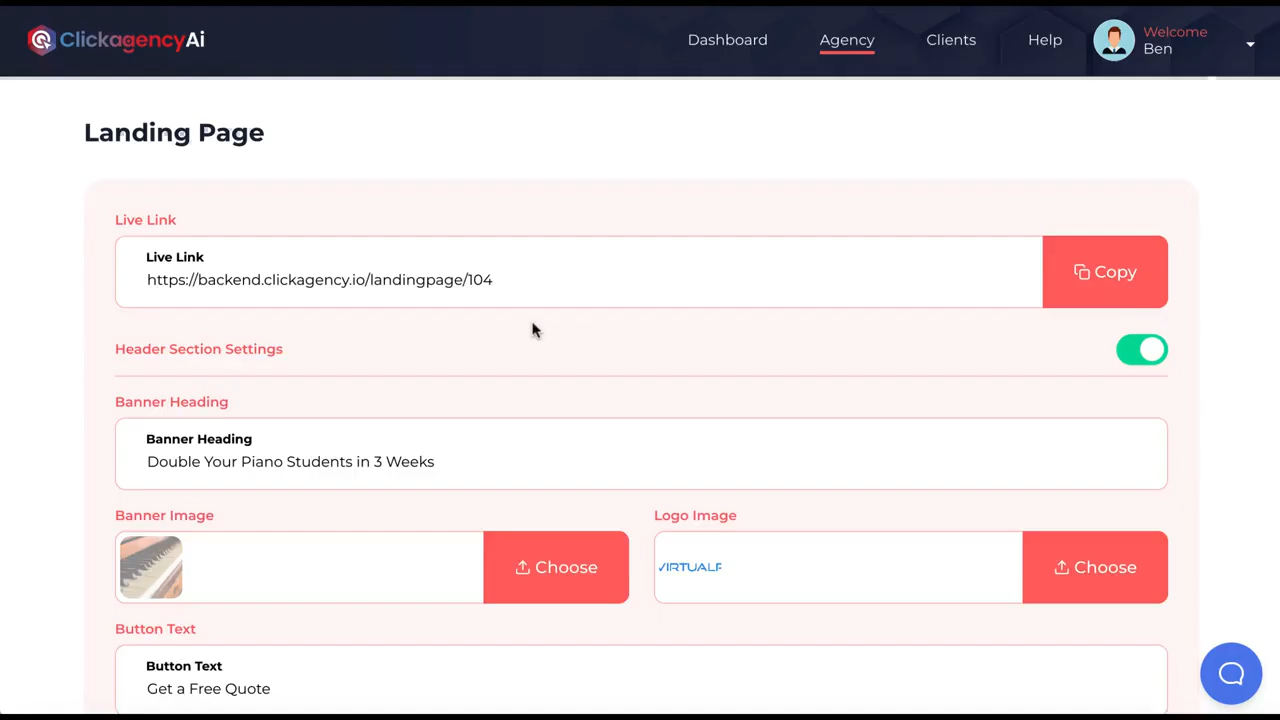 ClickagencyAi
Dashboard
Agency
Clients
Help
Welcome
Ben
Landing Page
Live Link
Live Link
https://backend.clickagency.io/landingpage/104
Copy
Header Section Settings
Banner Heading
Banner Heading
Double Your Piano Students in 3 Weeks
Banner Image
Logo Image
Choose
VIRTUALF
Choose
Button Text
Button Text
Get a Free Quote